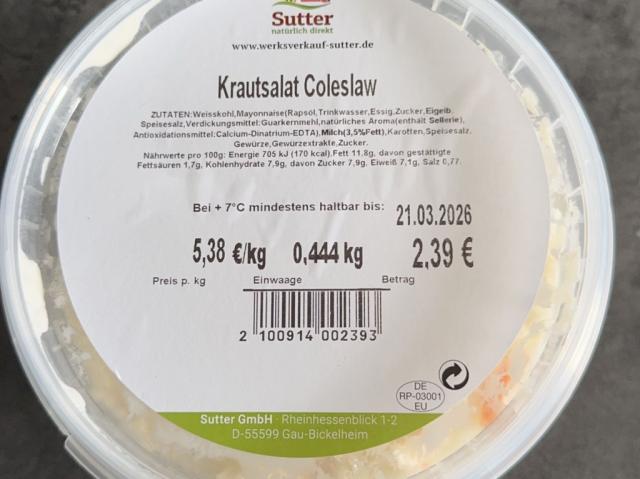 Sutter
natürlich direkt
www.werksverkauf-sutter.de
Krautsalat Coleslaw
ZUTATEN:Weisskohl,Mayonnaise(Rapsöl,Trinkwasser,Essig,Zucker,Eigelb,
Speisesalz,Verdickungsmittel:Guarkernmehl,natürliches Aroma(enthält Sellerie),
Antioxidationsmittel:Calcium-Dinatrium-EDTA),Milch(3,5%Fett),Karotten,Speisesalz,
Gewürze,Gewürzextrakte,Zucker.
Nährwerte pro 100g: Energie 705 kJ (170 kcal),Fett 11,8g, davon gestättigte
Fettsäuren 1,7g, Kohlenhydrate 7,9g, davon Zucker 7,9g, Eiweiß 7,1g, Salz 0,77.
Bei + 7°C mindestens haltbar bis: 21.03.2026
5,38 €/kg 0,444 kg 2,39 €
Preis p. kg Einwaage Betrag
2 100914 002393
DE
RP-03001
EU
Sutter GmbH · Rheinhessenblick 1-2
D-55599 Gau-Bickelheim